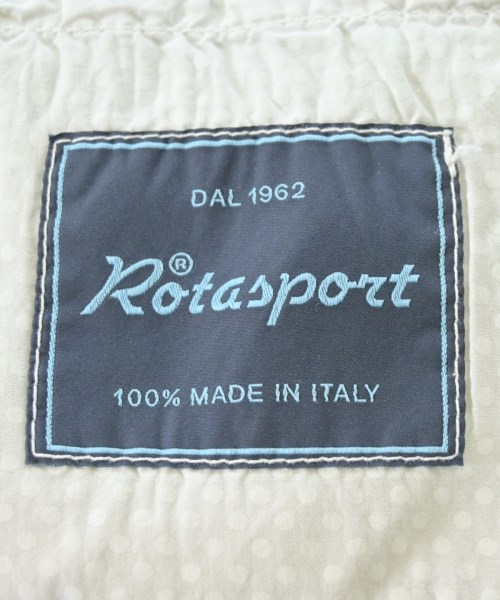 DAL 1962
Rotasport®
100% MADE IN ITALY